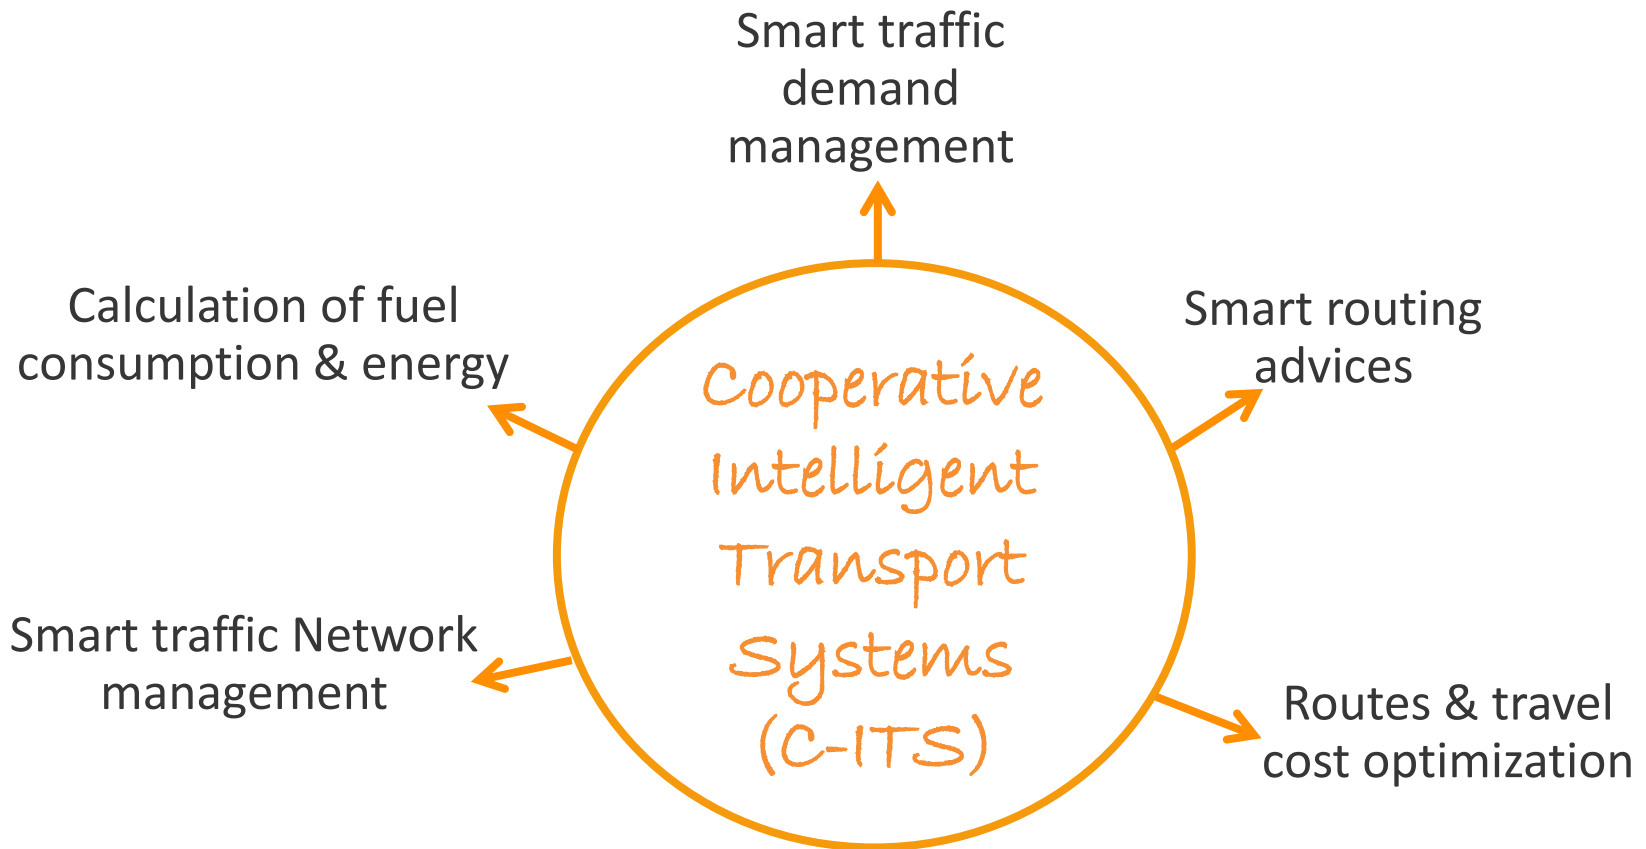 Smart traffic
demand
management
Calculation of fuel
consumption & energy
Smart routing
advices
Cooperative
Intelligent
Transport
Systems
(C-ITS)
Smart traffic Network
management
Routes & travel
cost optimization